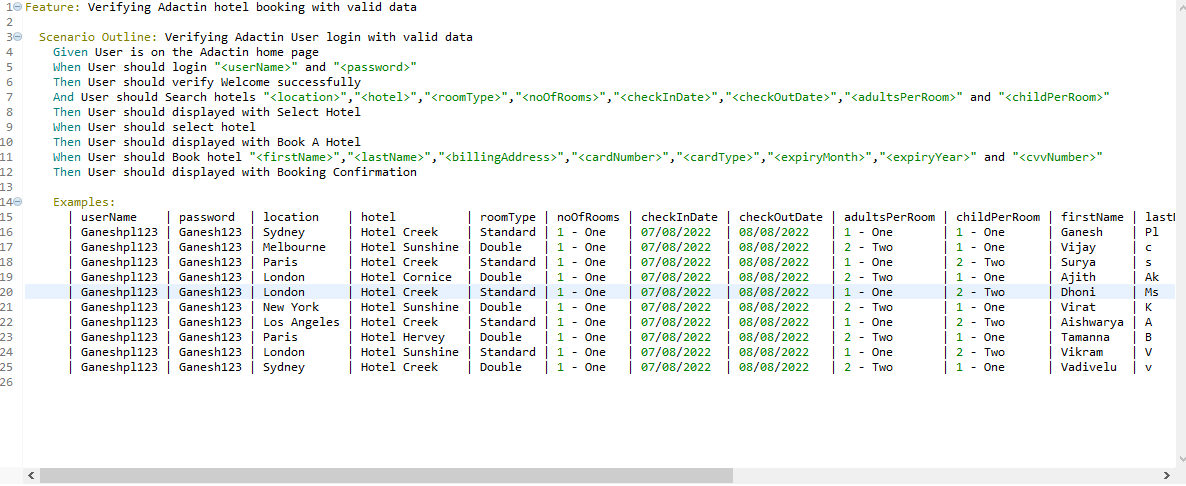 1 Feature: Verifying Adactin hotel booking with valid data
2
3 Scenario Outline: Verifying Adactin User login with valid data
4 Given User is on the Adactin home page
5 When User should login "<userName>" and "<password>"
6 Then User should verify Welcome successfully
7 And User should Search hotels "<location>","<hotel>","<roomType>","<noOfRooms>","<checkInDate>","<checkOutDate>","<adultsPerRoom>" and "<childPerRoom>"
8 Then User should displayed with Select Hotel
9 When User should select hotel
10 Then User should displayed with Book A Hotel
11 When User should Book hotel "<firstName>","<lastName>","<billingAddress>","<cardNumber>","<cardType>","<expiryMonth>","<expiryYear>" and "<cvvNumber>"
12 Then User should displayed with Booking Confirmation
13
14 Examples:
15 | userName | password | location | hotel | roomType | noOfRooms | checkInDate | checkOutDate | adultsPerRoom | childPerRoom | firstName | last
16 | Ganeshpl123 | Ganesh123 | Sydney | Hotel Creek | Standard | 1 - One | 07/08/2022 | 08/08/2022 | 1 - One | 1 - One | Ganesh | Pl
17 | Ganeshpl123 | Ganesh123 | Melbourne | Hotel Sunshine | Double | 1 - One | 07/08/2022 | 08/08/2022 | 2 - Two | 1 - One | Vijay | c
18 | Ganeshpl123 | Ganesh123 | Paris | Hotel Creek | Standard | 1 - One | 07/08/2022 | 08/08/2022 | 1 - One | 2 - Two | Surya | s
19 | Ganeshpl123 | Ganesh123 | London | Hotel Cornice | Double | 1 - One | 07/08/2022 | 08/08/2022 | 2 - Two | 1 - One | Ajith | Ak
20 | Ganeshpl123 | Ganesh123 | London | Hotel Creek | Standard | 1 - One | 07/08/2022 | 08/08/2022 | 1 - One | 2 - Two | Dhoni | Ms
21 | Ganeshpl123 | Ganesh123 | New York | Hotel Sunshine | Double | 1 - One | 07/08/2022 | 08/08/2022 | 2 - Two | 1 - One | Virat | K
22 | Ganeshpl123 | Ganesh123 | Los Angeles | Hotel Creek | Standard | 1 - One | 07/08/2022 | 08/08/2022 | 1 - One | 2 - Two | Aishwarya | A
23 | Ganeshpl123 | Ganesh123 | Paris | Hotel Hervey | Double | 1 - One | 07/08/2022 | 08/08/2022 | 2 - Two | 1 - One | Tamanna | B
24 | Ganeshpl123 | Ganesh123 | London | Hotel Sunshine | Standard | 1 - One | 07/08/2022 | 08/08/2022 | 1 - One | 2 - Two | Vikram | V
25 | Ganeshpl123 | Ganesh123 | Sydney | Hotel Creek | Double | 1 - One | 07/08/2022 | 08/08/2022 | 2 - Two | 1 - One | Vadivelu | v
26